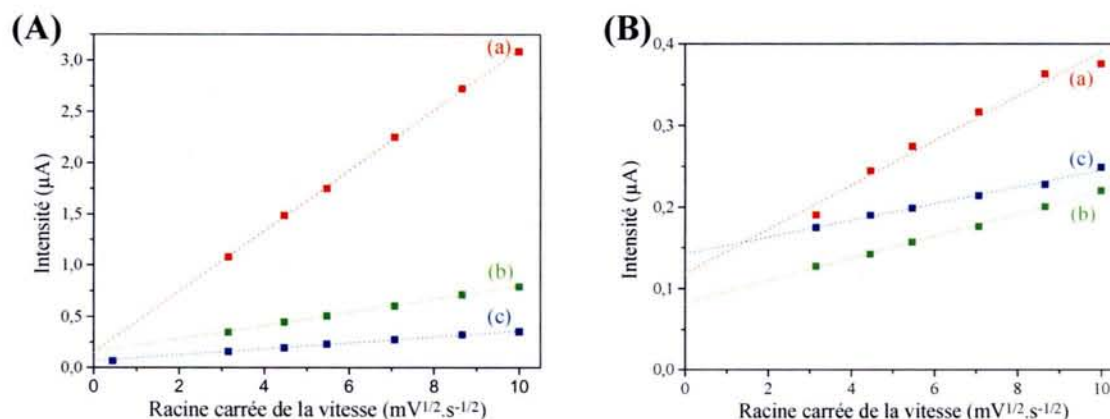 (A)
Intensité (µA)
3,0
2,5
2,0
1,5
1,0
0,5
0,0
(a)
(b)
(c)
0 2 4 6 8 10
Racine carrée de la vitesse (mV1/2.s-1/2)
(B)
Intensité (µA)
0,4
0,3
0,2
0,1
0,0
(a)
(c)
(b)
0 2 4 6 8 10
Racine carrée de la vitesse (mV1/2.s-1/2)